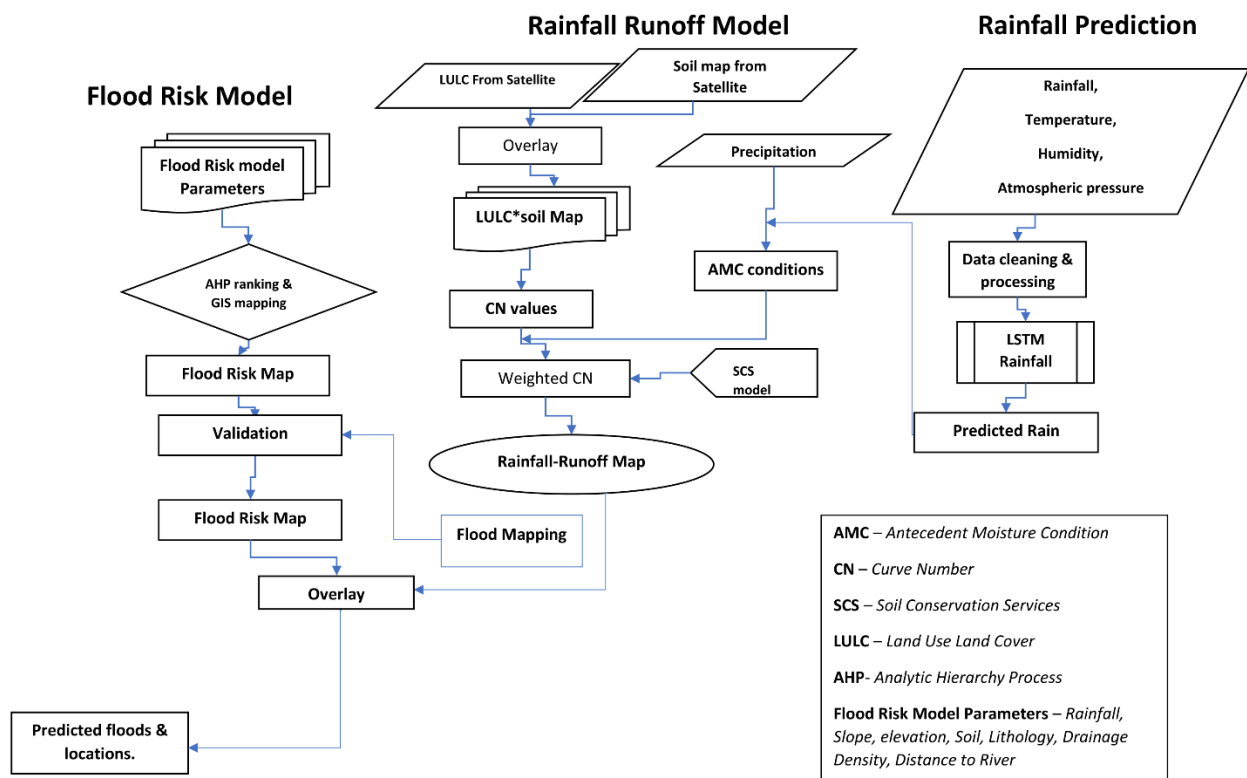 Rainfall Runoff Model
Rainfall Prediction
Flood Risk Model
LULC From Satellite
Soil map from
Satellite
Rainfall,
Temperature,
Humidity,
Atmospheric pressure
Flood Risk model
Parameters
Overlay
Precipitation
LULC*soil Map
AHP ranking &
GIS mapping
AMC conditions
Data cleaning &
processing
CN values
LSTM
Rainfall
Flood Risk Map
Weighted CN
SCS
model
Validation
Predicted Rain
Rainfall-Runoff Map
Flood Risk Map
Flood Mapping
Overlay
Predicted floods &
locations.
AMC – Antecedent Moisture Condition
CN – Curve Number
SCS – Soil Conservation Services
LULC – Land Use Land Cover
AHP- Analytic Hierarchy Process
Flood Risk Model Parameters – Rainfall,
Slope, elevation, Soil, Lithology, Drainage
Density, Distance to River